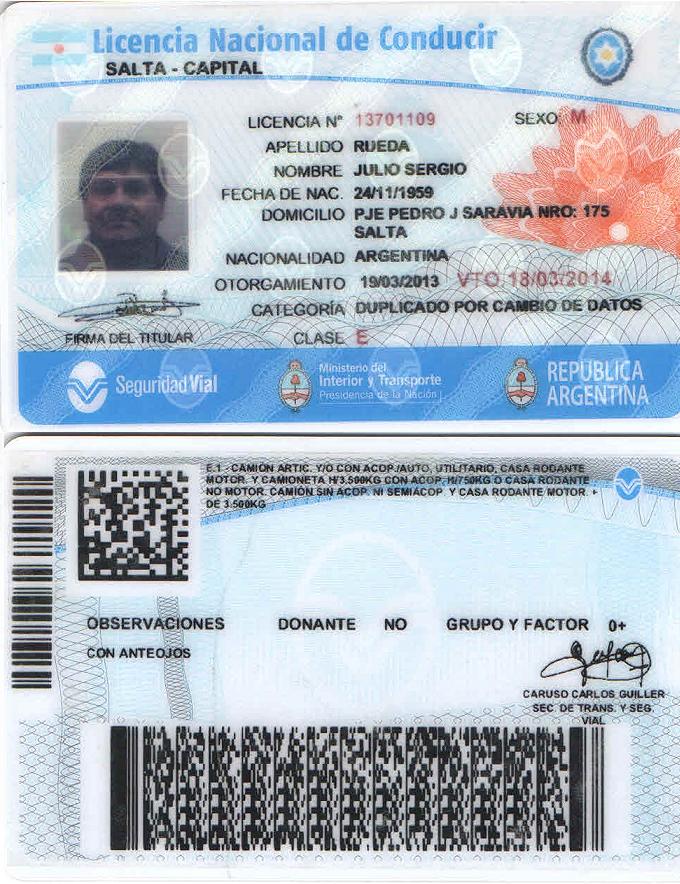 Licencia Nacional de Conducir
SALTA - CAPITAL
LICENCIA Nº 13701109 SEXO M
APELLIDO RUEDA
NOMBRE JULIO SERGIO
FECHA DE NAC. 24/11/1959
DOMICILIO PJE PEDRO J SARAVIA NRO: 175
SALTA
NACIONALIDAD ARGENTINA
OTORGAMIENTO 19/03/2013 VTO. 18/03/2014
CATEGORÍA DUPLICADO POR CAMBIO DE DATOS
FIRMA DEL TITULAR CLASE E
Seguridad Vial
Ministerio del
Interior y Transporte
Presidencia de la Nación
REPÚBLICA
ARGENTINA
E.1 - CAMIÓN ARTIC. Y/O CON ACOP./AUTO, UTILITARIO, CASA RODANTE
MOTOR. Y CAMIONETA H/3.500KG CON ACOP. H/750KG O CASA RODANTE
NO MOTOR. CAMIÓN SIN ACOP. NI SEMIACOP. Y CASA RODANTE MOTOR. +
DE 3.500KG
OBSERVACIONES DONANTE NO GRUPO Y FACTOR 0+
CON ANTEOJOS
CARUSO CARLOS GUILLER
SEC. DE TRANS. Y SEG.
VIAL